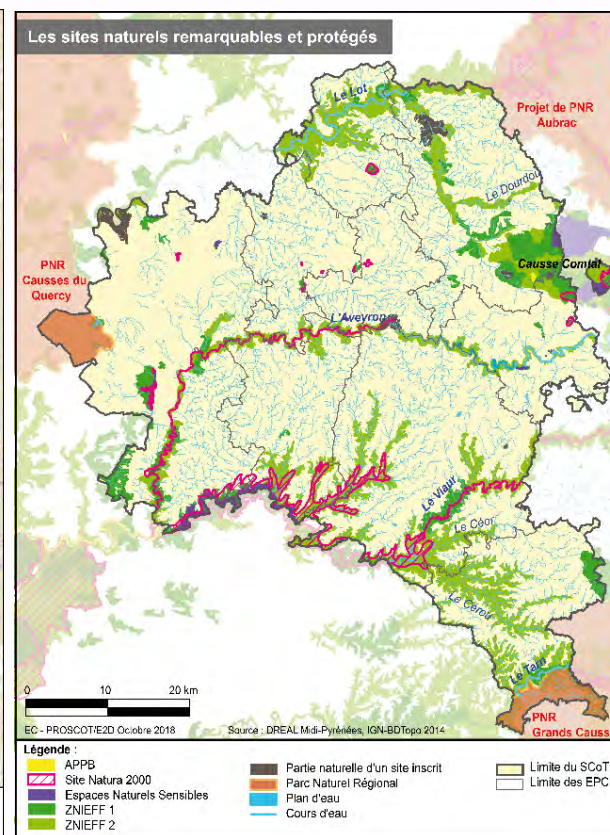 Les sites naturels remarquables et protégés
Le Lot
Projet de PNR
Aubrac
Le Dourdou
Causse Comtal
PNR
Causses du
Quercy
L'Aveyron
Le Viaur
Le Céor
Le Cérou
Le Tarn
PNR
Grands Causs
0 10 20 km
EC - PROSCOT/E2D Octobre 2018
Source : DREAL Midi-Pyrénées, IGN-BDTopo 2014
Légende :
APPB
Site Natura 2000
Espaces Naturels Sensibles
ZNIEFF 1
ZNIEFF 2
Partie naturelle d'un site inscrit
Parc Naturel Régional
Plan d'eau
Cours d'eau
Limite du SCoT
Limite des EPC